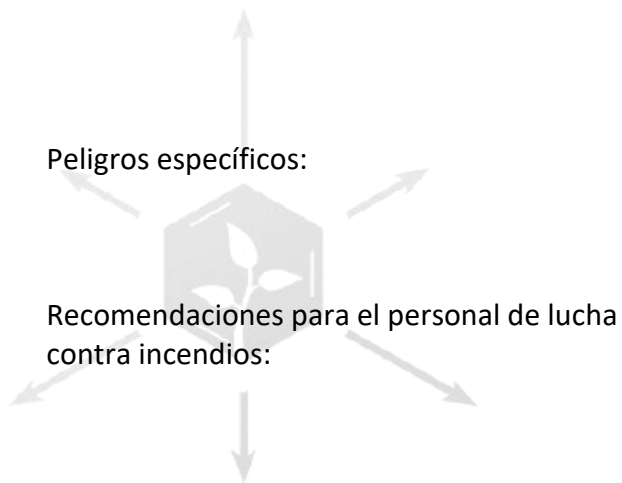 Peligros específicos:
Recomendaciones para el personal de lucha
contra incendios: